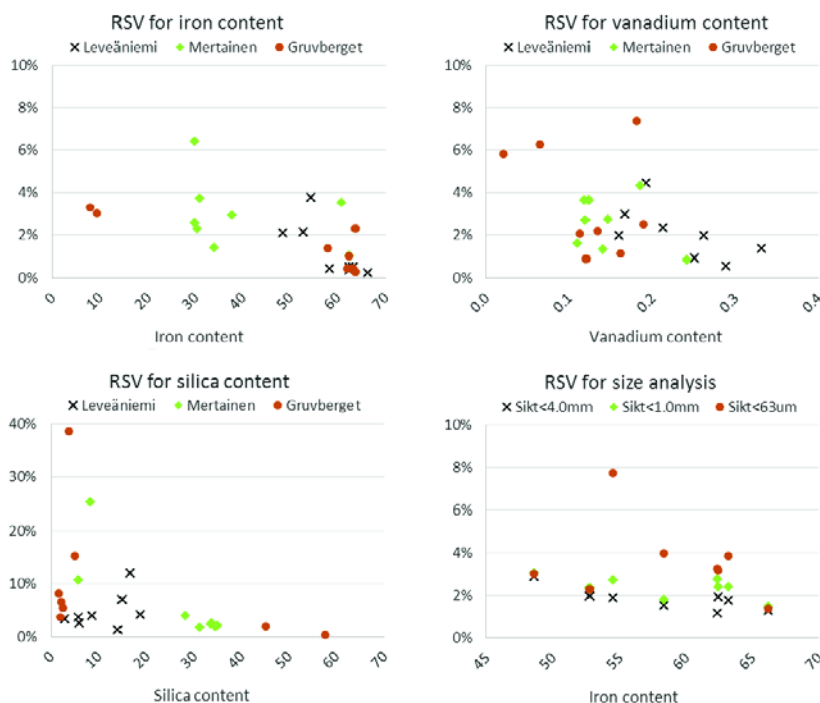 RSV for iron content
× Leveäniemi ◆ Mertainen ● Gruvberget
10%
8%
6%
4%
2%
0%
0 10 20 30 40 50 60 70
Iron content
RSV for vanadium content
× Leveäniemi ◆ Mertainen ● Gruvberget
10%
8%
6%
4%
2%
0%
0.0 0.1 0.2 0.3 0.4
Vanadium content
RSV for silica content
× Leveäniemi ◆ Mertainen ● Gruvberget
40%
30%
20%
10%
0%
0 10 20 30 40 50 60 70
Silica content
RSV for size analysis
× Sikt<4.0mm ◆ Sikt<1.0mm ● Sikt<63um
10%
8%
6%
4%
2%
0%
45 50 55 60 65 70
Iron content